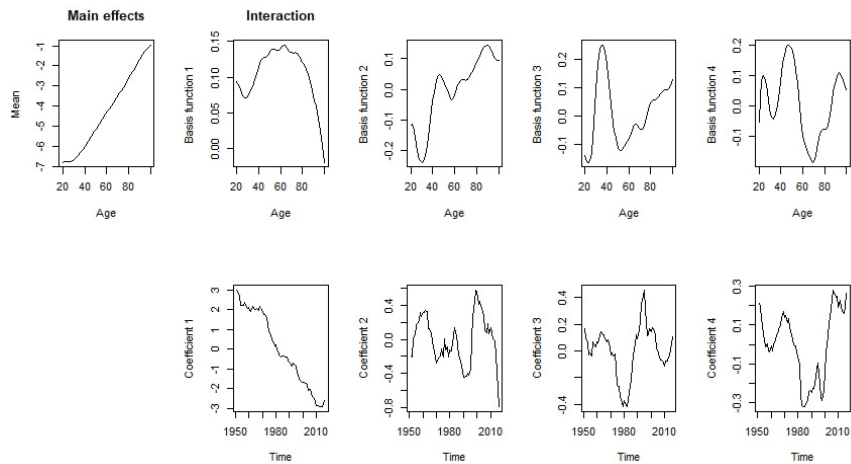 Main effects
Interaction
Mean
-1
-2
-3
-4
-5
-6
-7
20 40 60 80
Age
Basis function 1
0.15
0.10
0.05
0.00
20 40 60 80
Age
Basis function 2
0.1
0.0
-0.1
-0.2
20 40 60 80
Age
Basis function 3
0.2
0.1
0.0
-0.1
20 40 60 80
Age
Basis function 4
0.2
0.1
0.0
-0.1
20 40 60 80
Age
Coefficient 1
3
2
1
0
-1
-2
-3
1950 1980 2010
Time
Coefficient 2
0.4
0.0
-0.4
-0.8
1950 1980 2010
Time
Coefficient 3
0.4
0.0
-0.4
1950 1980 2010
Time
Coefficient 4
0.3
0.1
-0.1
-0.3
1950 1980 2010
Time